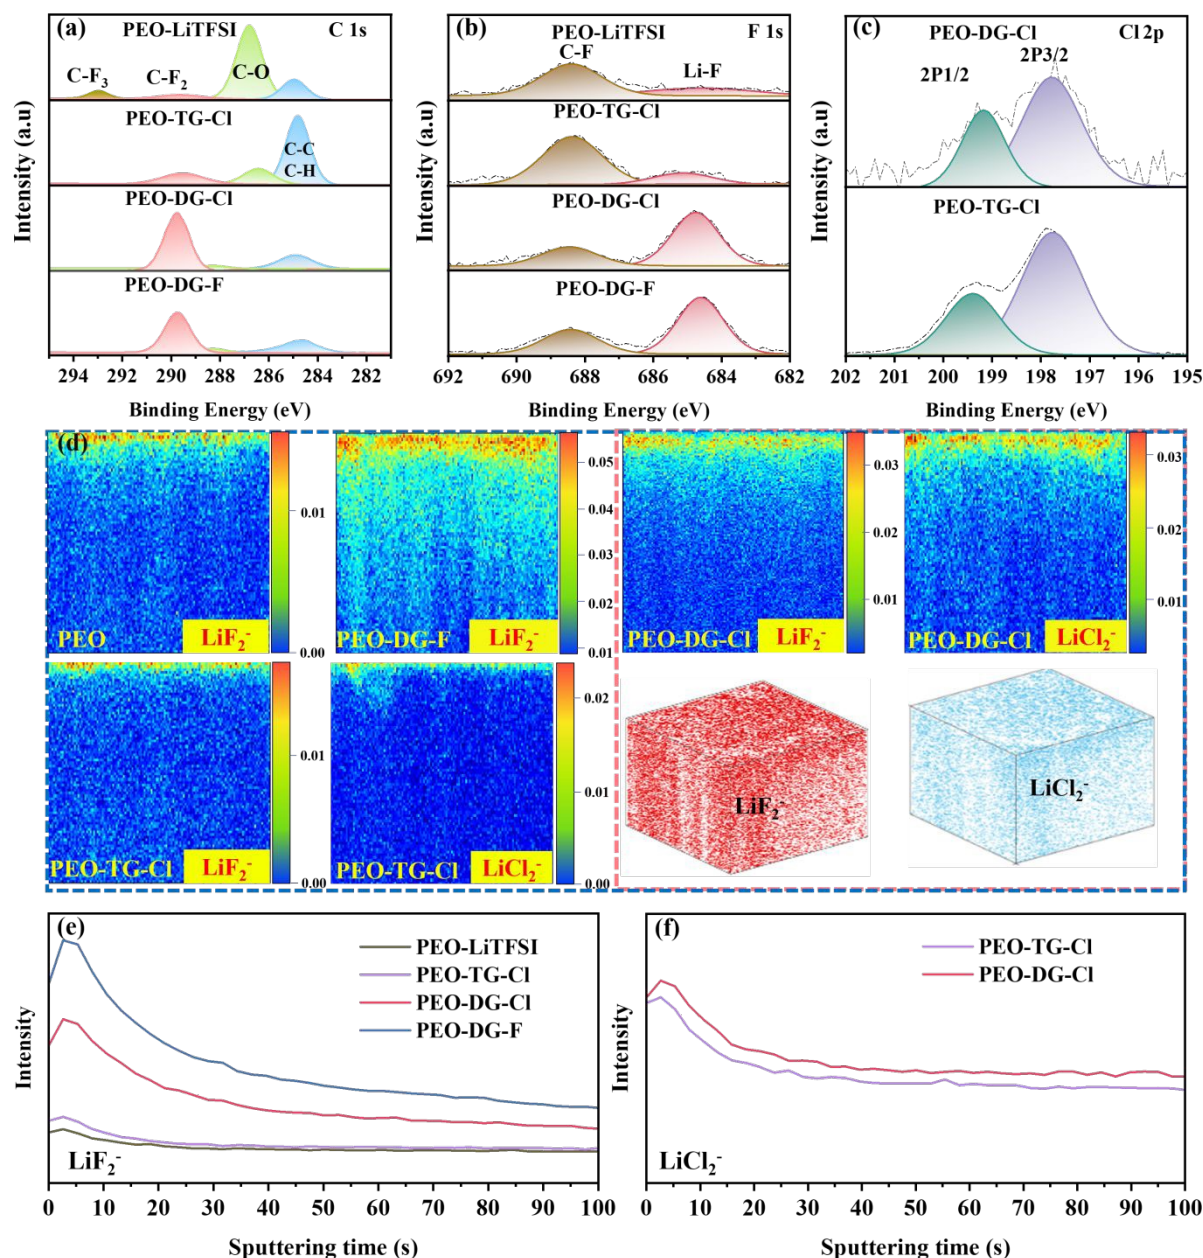 (a)
PEO-LiTFSI
C 1s
C-F3
C-F2
C-O
PEO-TG-Cl
C-C
C-H
PEO-DG-Cl
PEO-DG-F
Intensity (a.u)
294 292 290 288 286 284 282
Binding Energy (eV)
(b)
PEO-LiTFSI
F 1s
C-F
Li-F
PEO-TG-Cl
PEO-DG-Cl
PEO-DG-F
Intensity (a.u)
692 690 688 686 684 682
Binding Energy (eV)
(c)
PEO-DG-Cl
Cl 2p
2P1/2
2P3/2
PEO-TG-Cl
Intensity (a.u)
202 201 200 199 198 197 196 195
Binding Energy (eV)
(d)
0.01
0.00
PEO
LiF2-
0.05
0.04
0.03
0.02
0.01
PEO-DG-F
LiF2-
0.03
0.02
0.01
PEO-DG-Cl
LiF2-
0.03
0.02
0.01
PEO-DG-Cl
LiCl2-
0.01
0.00
PEO-TG-Cl
LiF2-
0.02
0.01
0.00
PEO-TG-Cl
LiCl2-
LiF2-
LiCl2-
(e)
PEO-LiTFSI
PEO-TG-Cl
PEO-DG-Cl
PEO-DG-F
Intensity
LiF2-
0 10 20 30 40 50 60 70 80 90 100
Sputtering time (s)
(f)
PEO-TG-Cl
PEO-DG-Cl
Intensity
LiCl2-
0 10 20 30 40 50 60 70 80 90 100
Sputtering time (s)